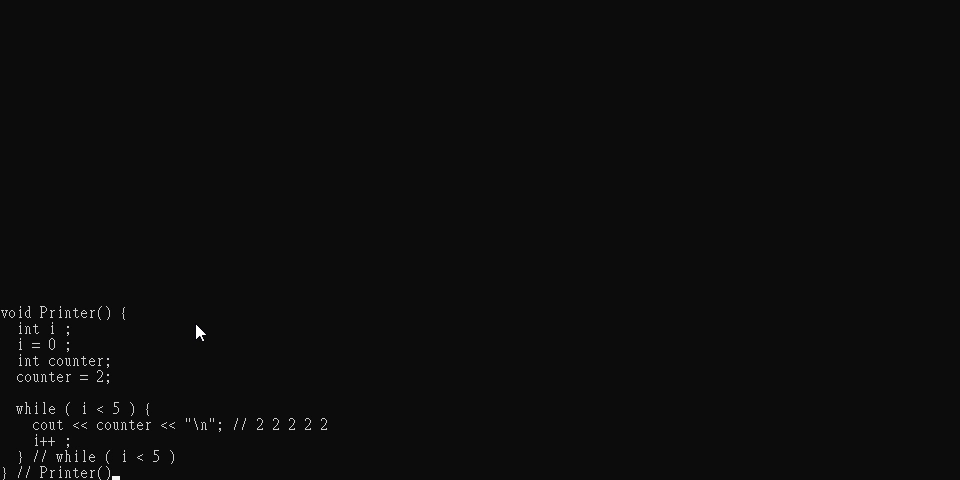 void Printer() {
  int i ;
  i = 0 ;
  int counter;
  counter = 2;

  while ( i < 5 ) {
    cout << counter << "\n"; // 2 2 2 2 2
    i++ ;
  } // while ( i < 5 )
} // Printer()